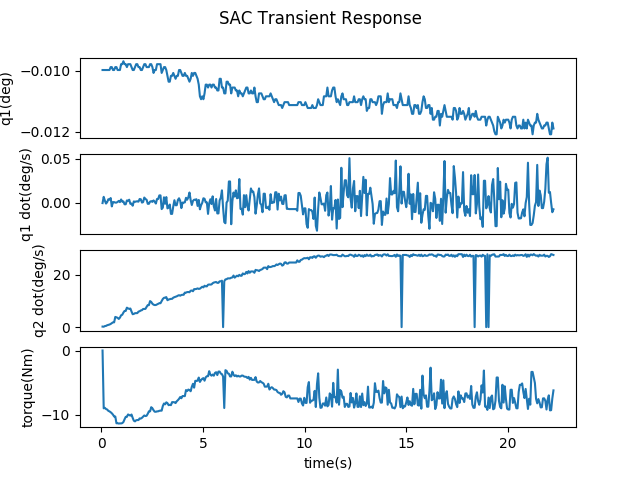 SAC Transient Response
q1(deg)
−0.010
−0.012
q1 dot(deg/s)
0.05
0.00
q2 dot(deg/s)
20
0
torque(Nm)
0
−10
0 5 10 15 20
time(s)